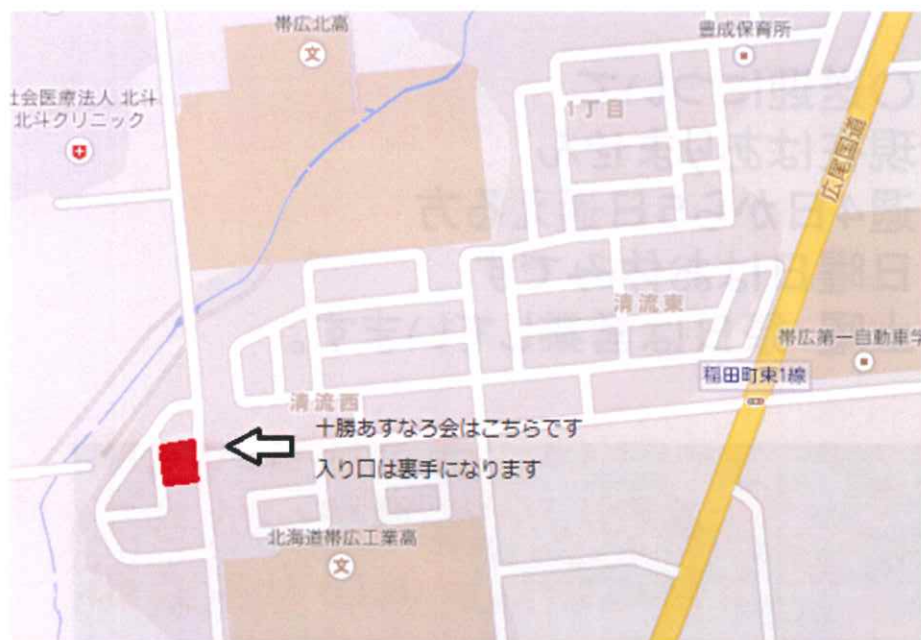 帯広北高
文
豊成保育所
社会医療法人 北斗
北斗クリニック
1丁目
広尾国道
清流東
帯広第一自動車学
稲田町東1線
清流西
十勝あすなろ会はこちらです
入り口は裏手になります
北海道帯広工業高
文